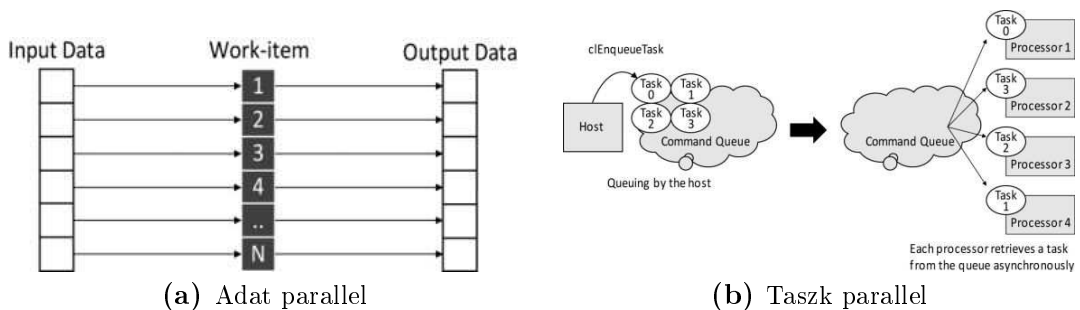 Input Data
Work-item
Output Data
1
2
3
4
..
N
(a) Adat parallel
clEnqueueTask
Host
Task
0
Task
1
Task
2
Task
3
Command Queue
Queuing by the host
Command Queue
Task
0
Processor 1
Task
3
Processor 2
Task
2
Processor 3
Task
1
Processor 4
Each processor retrieves a task
from the queue asynchronously
(b) Taszk parallel